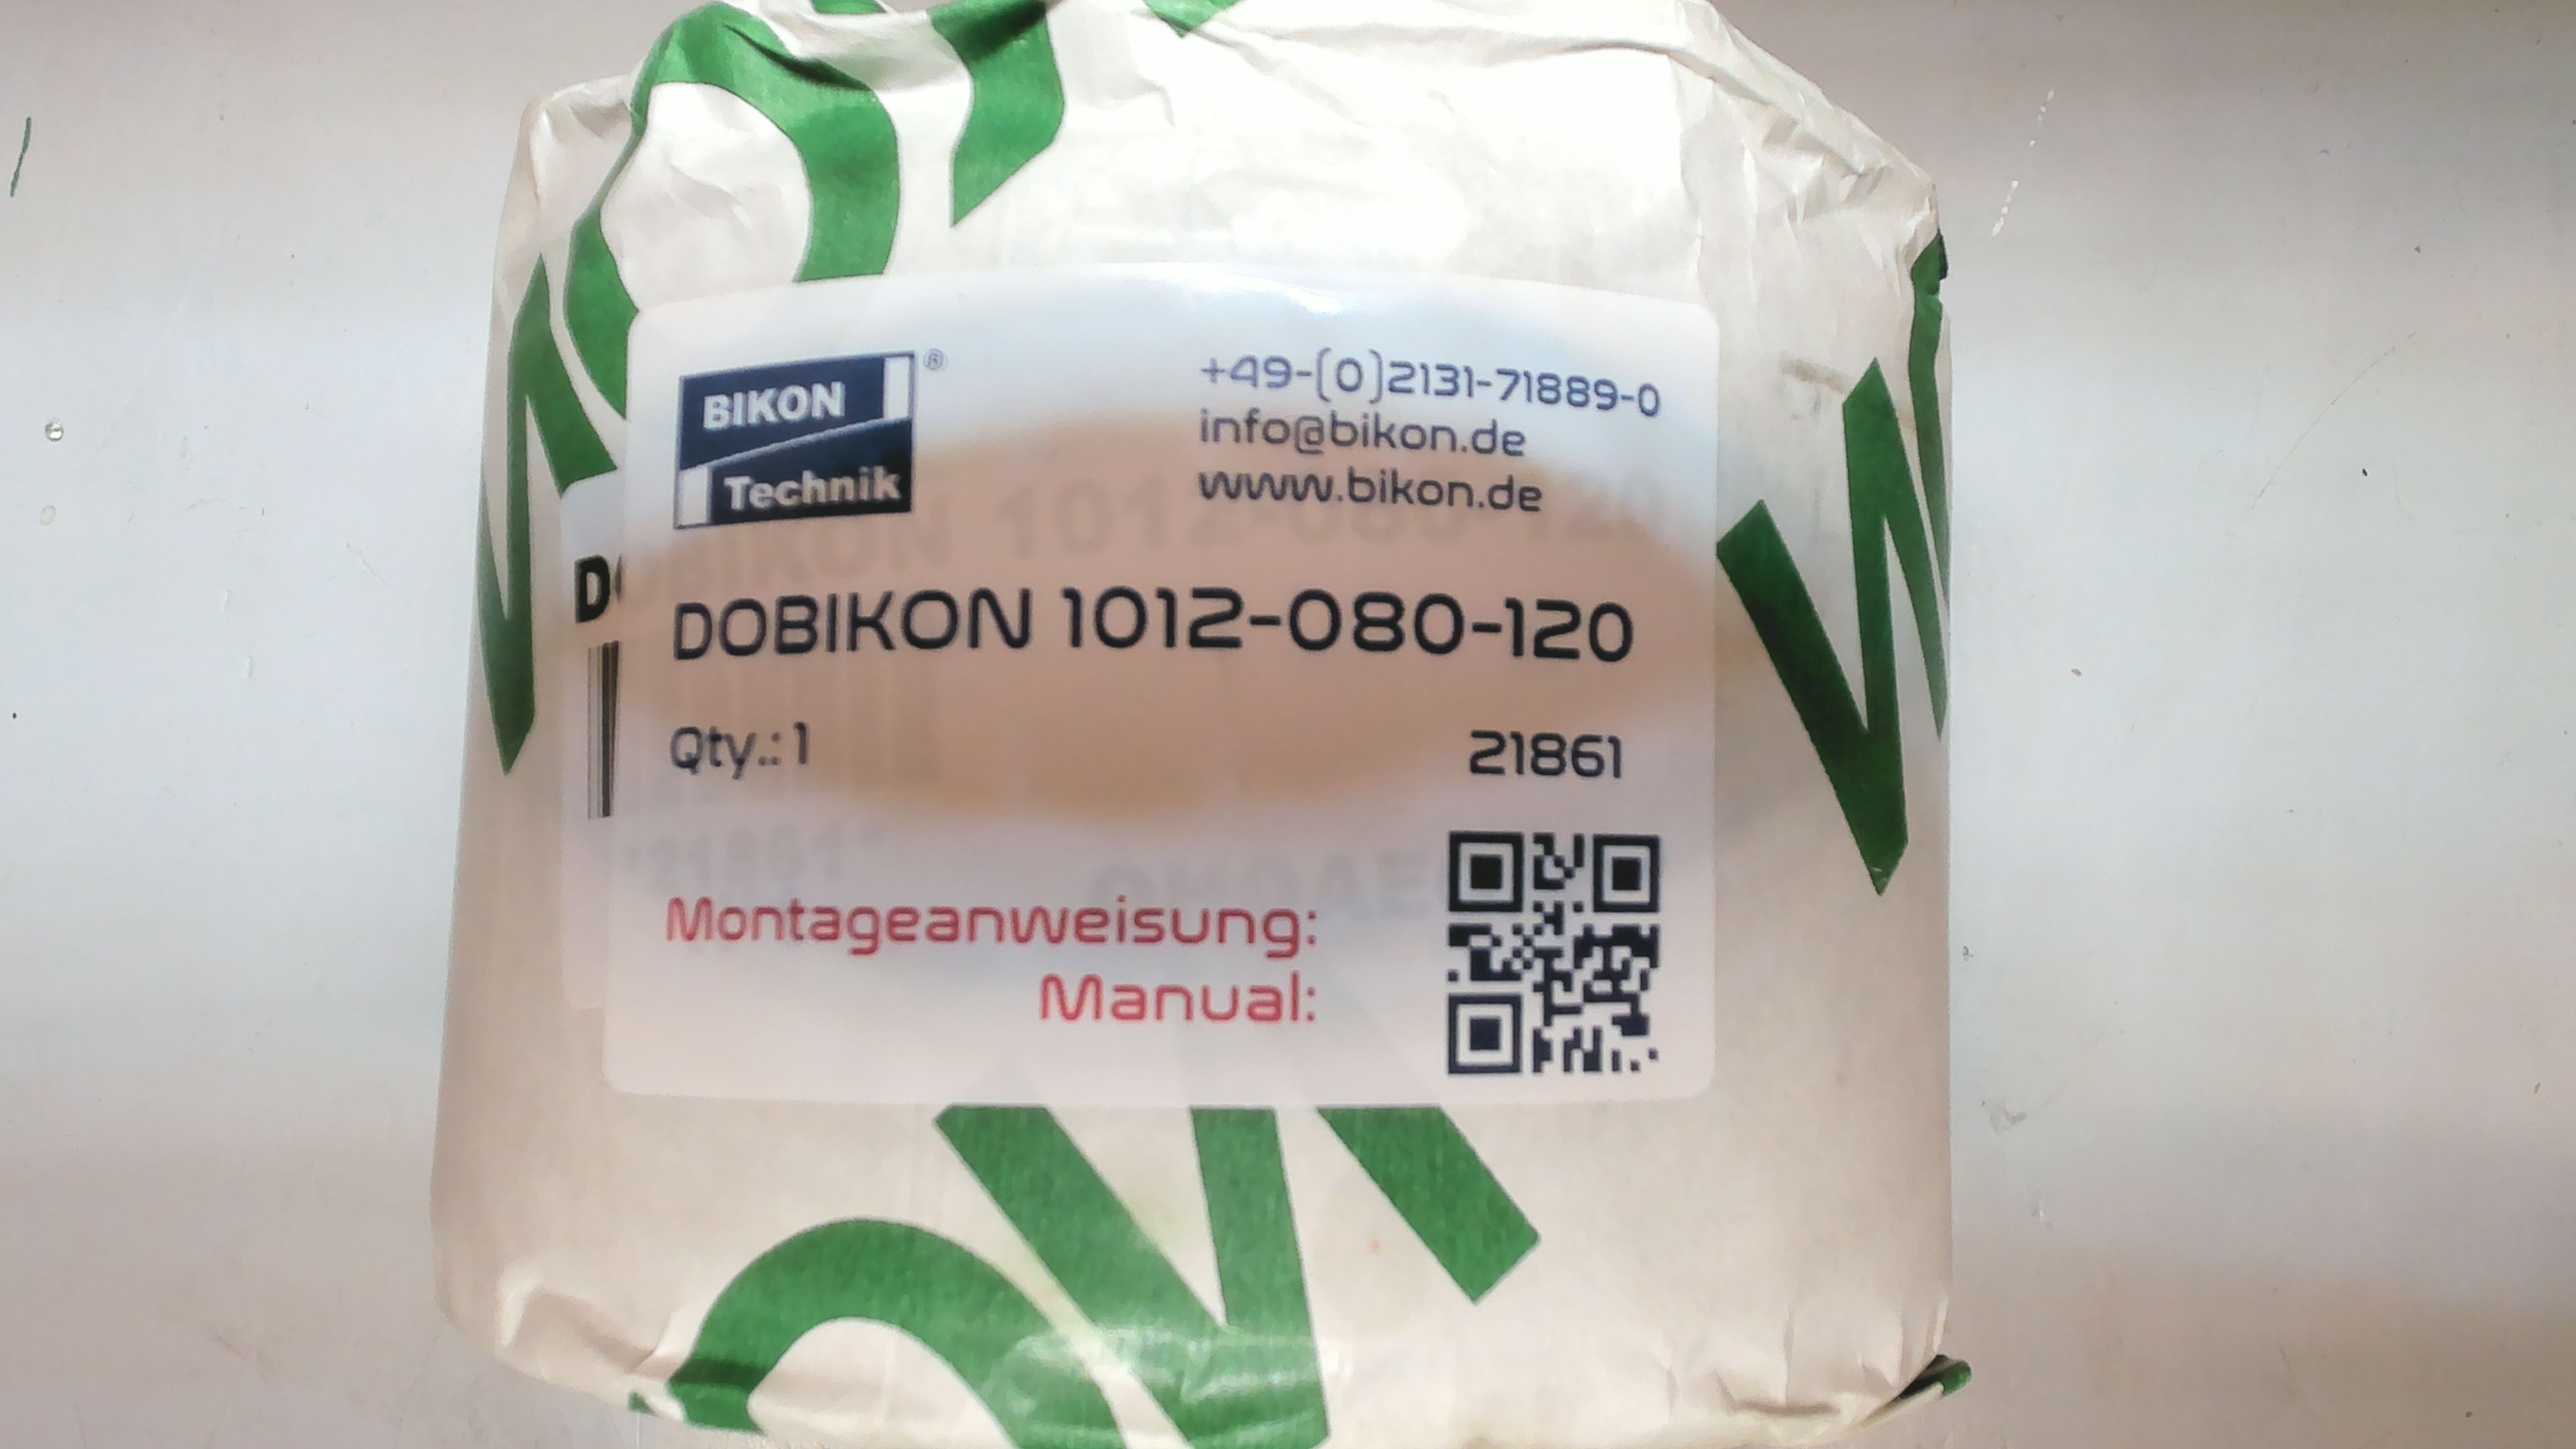 BIKON
Technik
®
+49-(0)2131-71889-0
info@bikon.de
www.bikon.de
DOBIKON 1012-080-120
Qty.: 1
21861
Montageanweisung:
Manual: